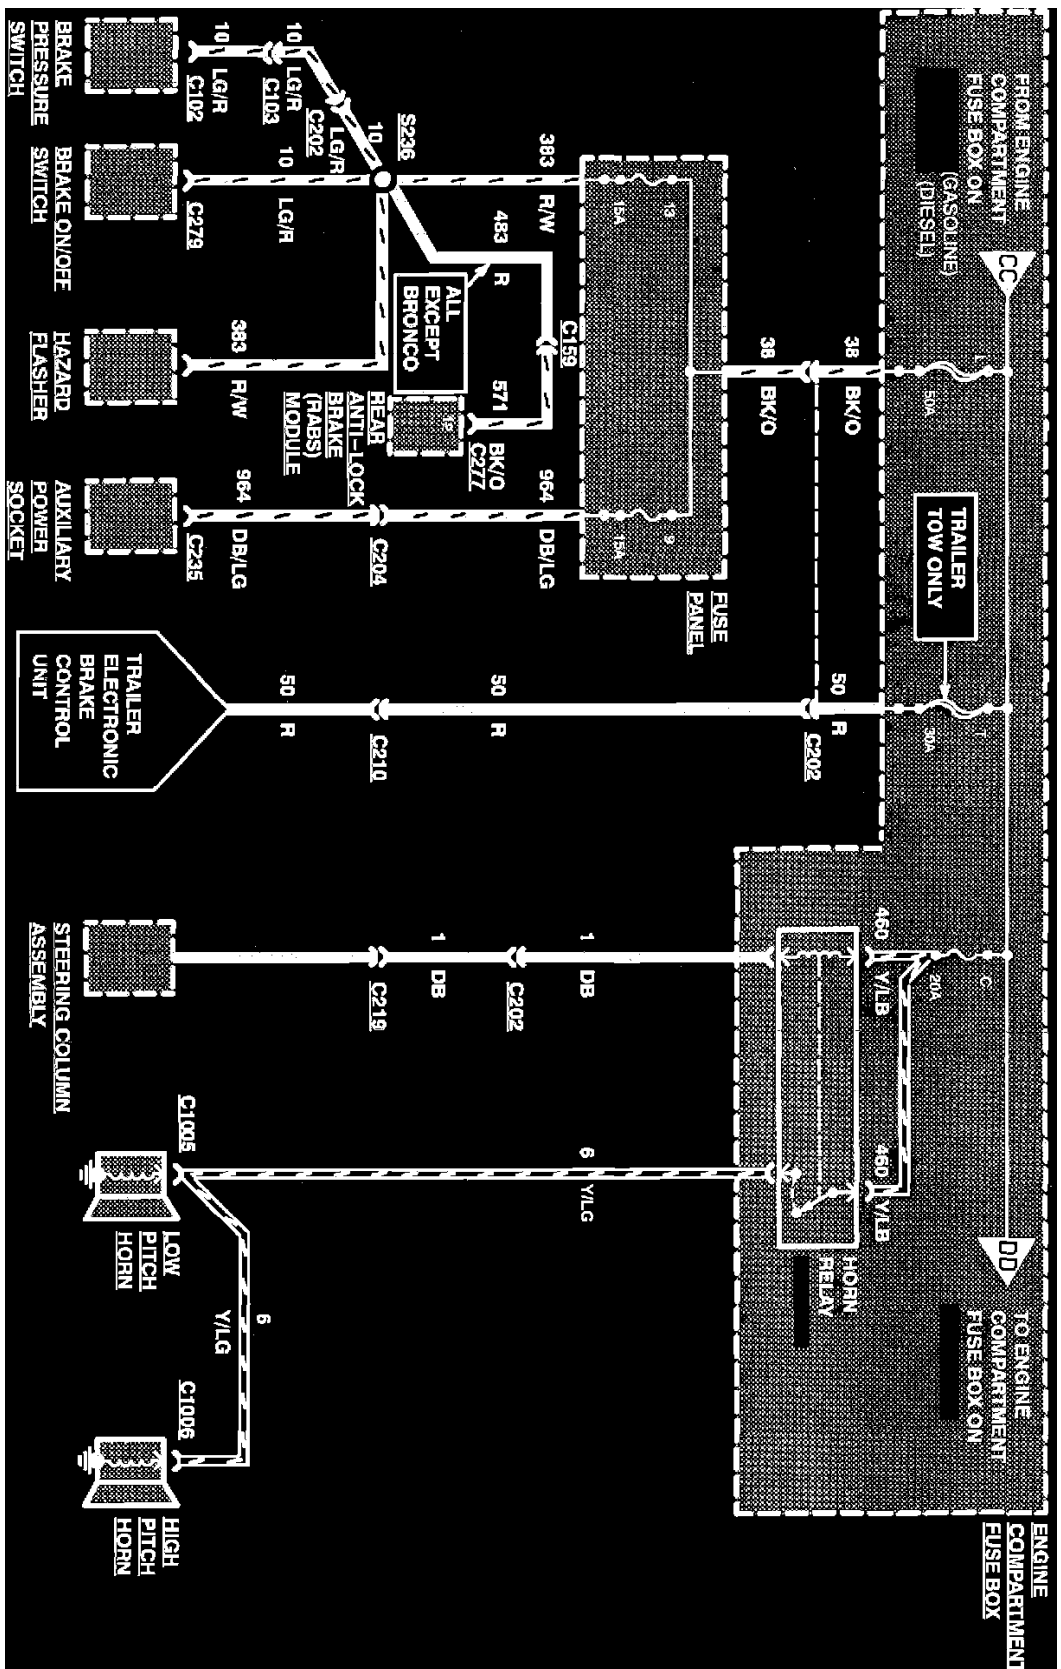 FROM ENGINE
COMPARTMENT
FUSE BOX ON
(GASOLINE)
(DIESEL)
CC
50A
TRAILER
TOW ONLY
30A
T
C
20A
DD
TO ENGINE
COMPARTMENT
FUSE BOX ON
ENGINE
COMPARTMENT
FUSE BOX
38
BK/O
38
BK/O
50
R
C202
460
Y/LB
460
Y/LB
HORN
RELAY
FUSE
PANEL
13
15A
9
15A
383
R/W
483
R
C159
964
DB/LG
571
BK/O
C277
1P
ALL
EXCEPT
BRONCO
REAR
ANTI-LOCK
BRAKE
(RABS)
MODULE
S236
10
LG/R
C202
10
LG/R
C103
10
LG/R
C102
10
LG/R
C279
383
R/W
C204
964
DB/LG
C235
50
R
C210
50
R
1
DB
C202
1
DB
C219
6
Y/LG
C1005
6
Y/LG
C1006
BRAKE
PRESSURE
SWITCH
BRAKE ON/OFF
SWITCH
HAZARD
FLASHER
AUXILIARY
POWER
SOCKET
TRAILER
ELECTRONIC
BRAKE
CONTROL
UNIT
STEERING COLUMN
ASSEMBLY
LOW
PITCH
HORN
HIGH
PITCH
HORN